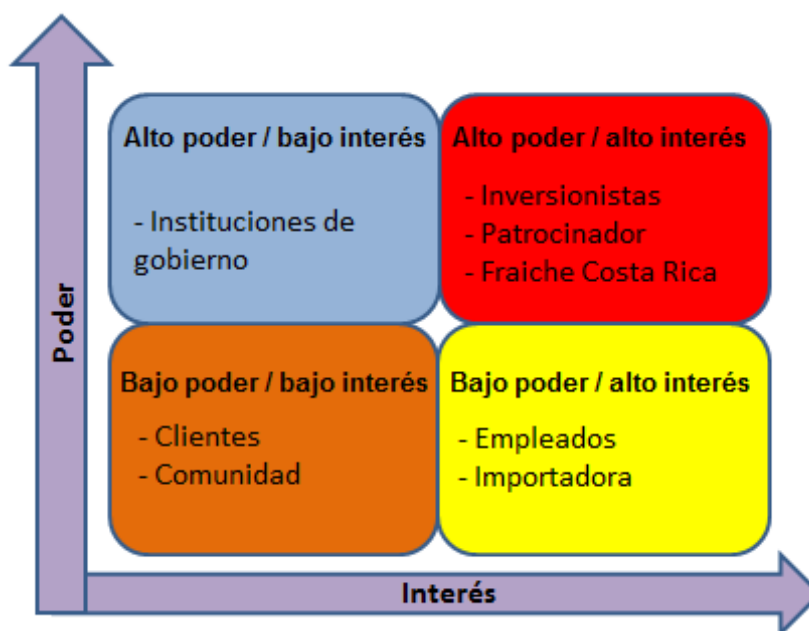 Alto poder / bajo interés
- Instituciones de
gobierno
Alto poder / alto interés
- Inversionistas
- Patrocinador
- Fraiche Costa Rica
Poder
Bajo poder / bajo interés
- Clientes
- Comunidad
Bajo poder / alto interés
- Empleados
- Importadora
Interés